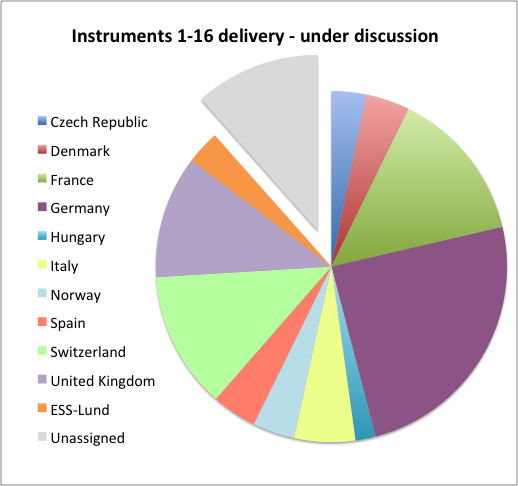 Instruments 1-16 delivery - under discussion
Czech Republic
Denmark
France
Germany
Hungary
Italy
Norway
Spain
Switzerland
United Kingdom
ESS-Lund
Unassigned